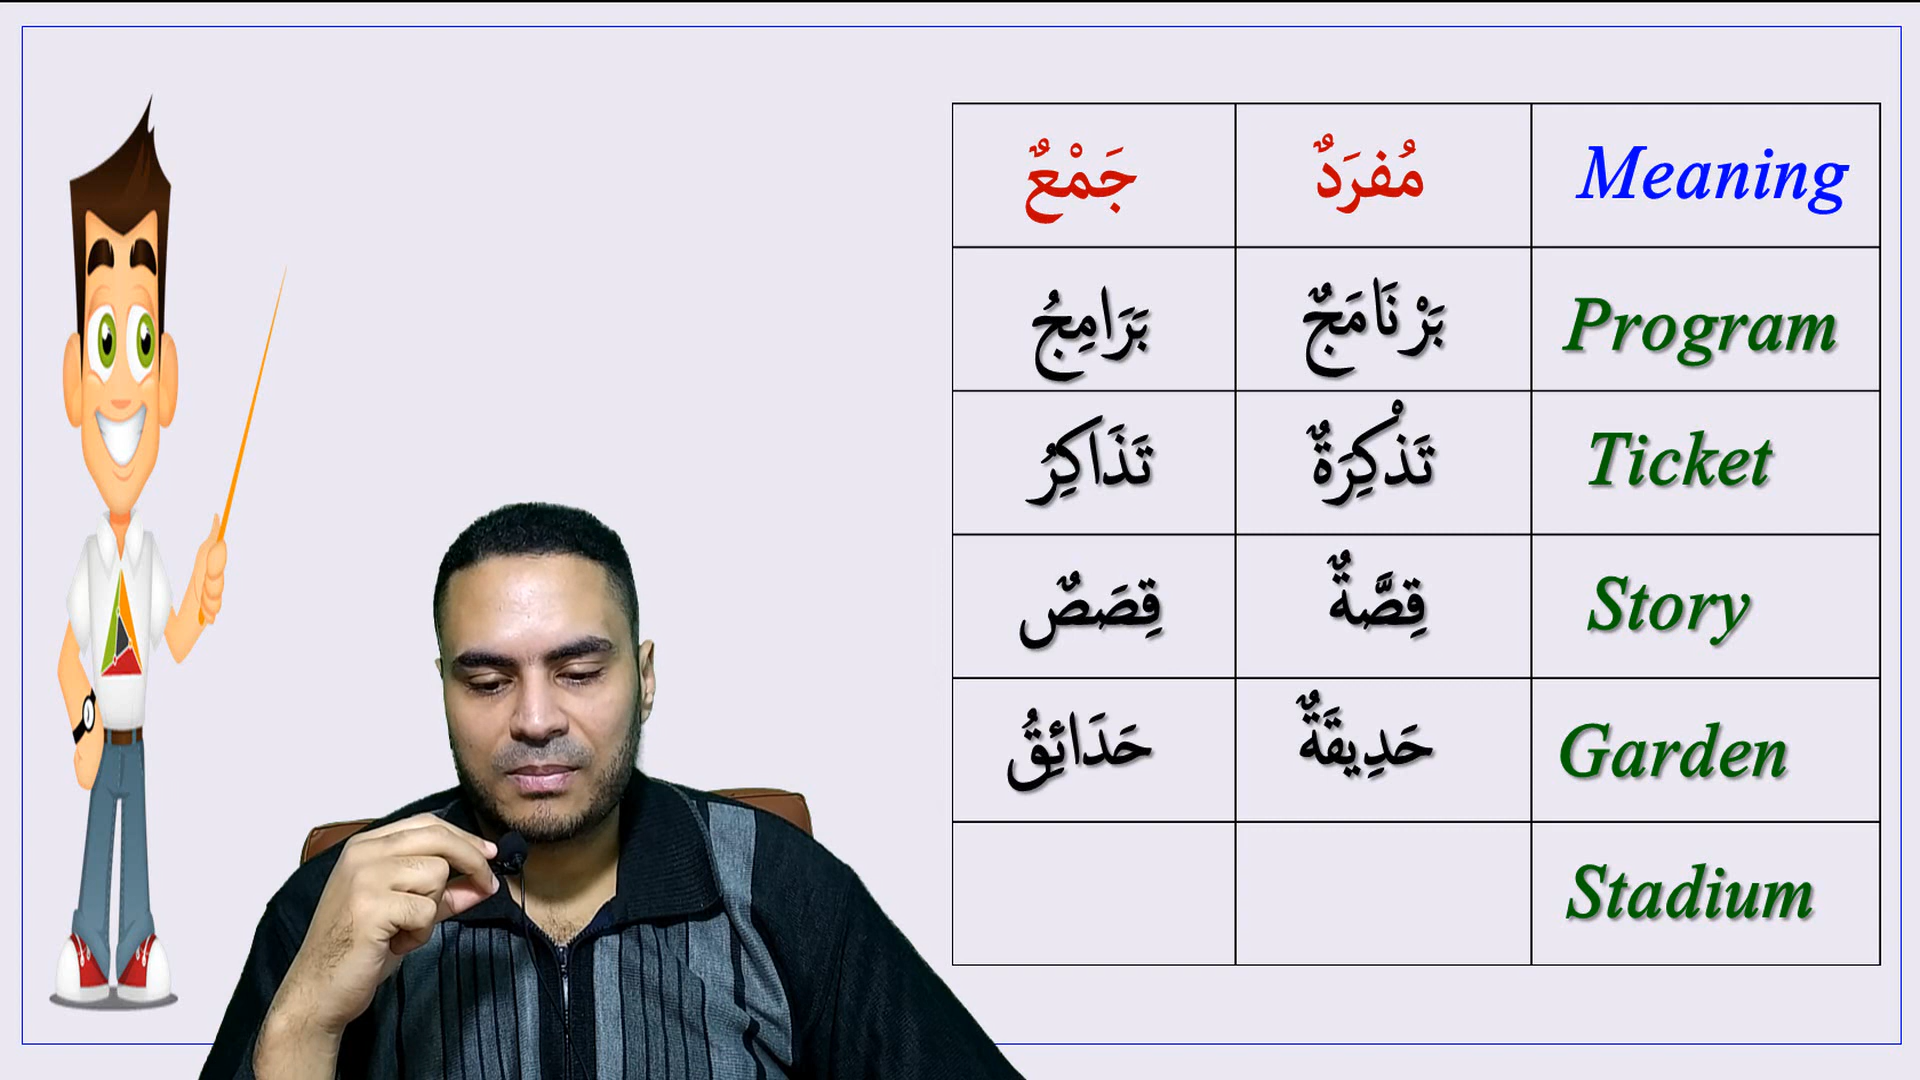 Meaning مُفرَدٌ جَمْعٌ
Program بَرْنَامَجٌ بَرَامِجُ
Ticket تَذْكِرَةٌ تَذَاكِرُ
Story قِصَّةٌ قِصَصٌ
Garden حَدِيقَةٌ حَدَائِقُ
Stadium